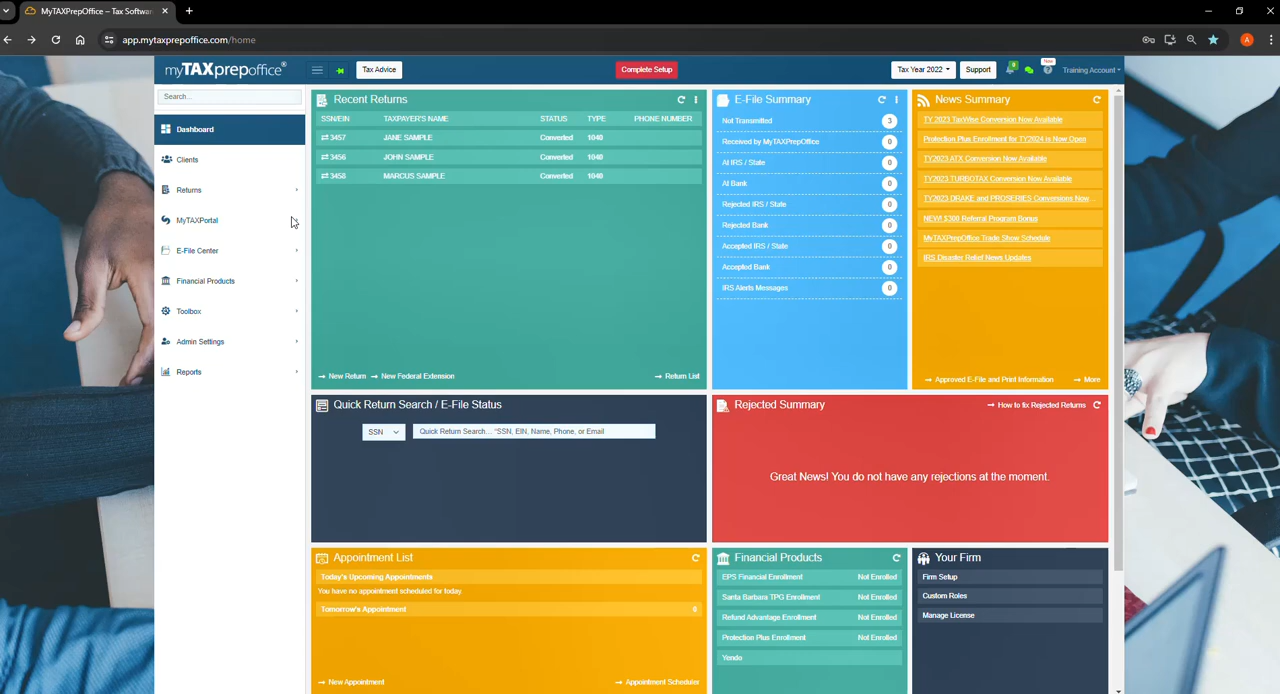 MyTAXPrepOffice – Tax Softwar
app.mytaxprepoffice.com/home
A
myTAXprepoffice®
Tax Advice
Complete Setup
Tax Year 2022
Support
0
New
Training Account
Search...
Dashboard
Clients
Returns
MyTAXPortal
E-File Center
Financial Products
Toolbox
Admin Settings
Reports
Recent Returns
SSN/EIN TAXPAYER'S NAME STATUS TYPE PHONE NUMBER
3457 JANE SAMPLE Converted 1040
3456 JOHN SAMPLE Converted 1040
3458 MARCUS SAMPLE Converted 1040
→ New Return → New Federal Extension → Return List
E-File Summary
Not Transmitted 3
Received by MyTAXPrepOffice 0
At IRS / State 0
At Bank 0
Rejected IRS / State 0
Rejected Bank 0
Accepted IRS / State 0
Accepted Bank 0
IRS Alerts Messages 0
News Summary
TY 2023 TaxWise Conversion Now Available
Protection Plus Enrollment for TY2024 is Now Open
TY2023 ATX Conversion Now Available
TY2023 TURBOTAX Conversion Now Available
TY2023 DRAKE and PROSERIES Conversions Now...
NEW! $300 Referral Program Bonus
MyTAXPrepOffice Trade Show Schedule
IRS Disaster Relief News Updates
→ Approved E-File and Print Information → More
Quick Return Search / E-File Status
SSN Quick Return Search... *SSN, EIN, Name, Phone, or Email
Rejected Summary → How to fix Rejected Returns
Great News! You do not have any rejections at the moment.
Appointment List
Today's Upcoming Appointments
You have no appointment scheduled for today.
Tomorrow's Appointment 0
→ New Appointment → Appointment Scheduler
Financial Products
EPS Financial Enrollment Not Enrolled
Santa Barbara TPG Enrollment Not Enrolled
Refund Advantage Enrollment Not Enrolled
Protection Plus Enrollment Not Enrolled
Yendo
Your Firm
Firm Setup
Custom Roles
Manage License